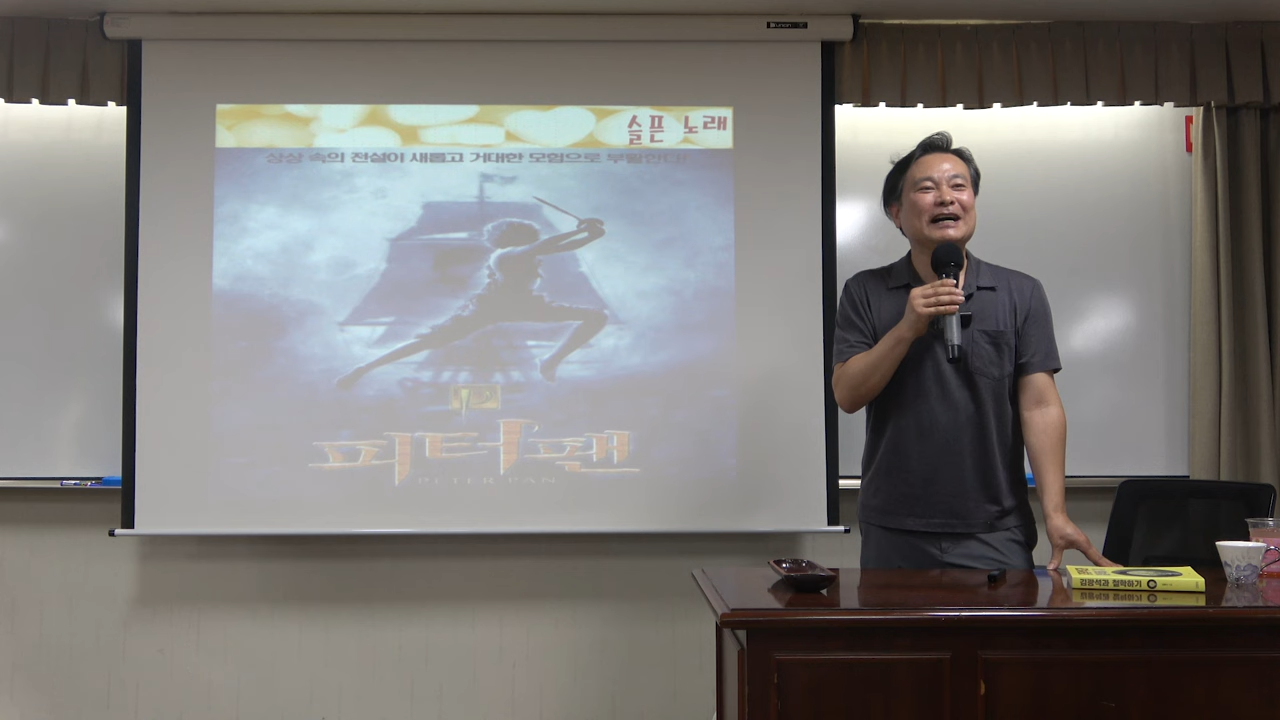 슬픈 노래
상상 속의 전설이 새롭고 거대한 모험으로 부활한다!
피터팬
PETER PAN
김광석과 철학하기